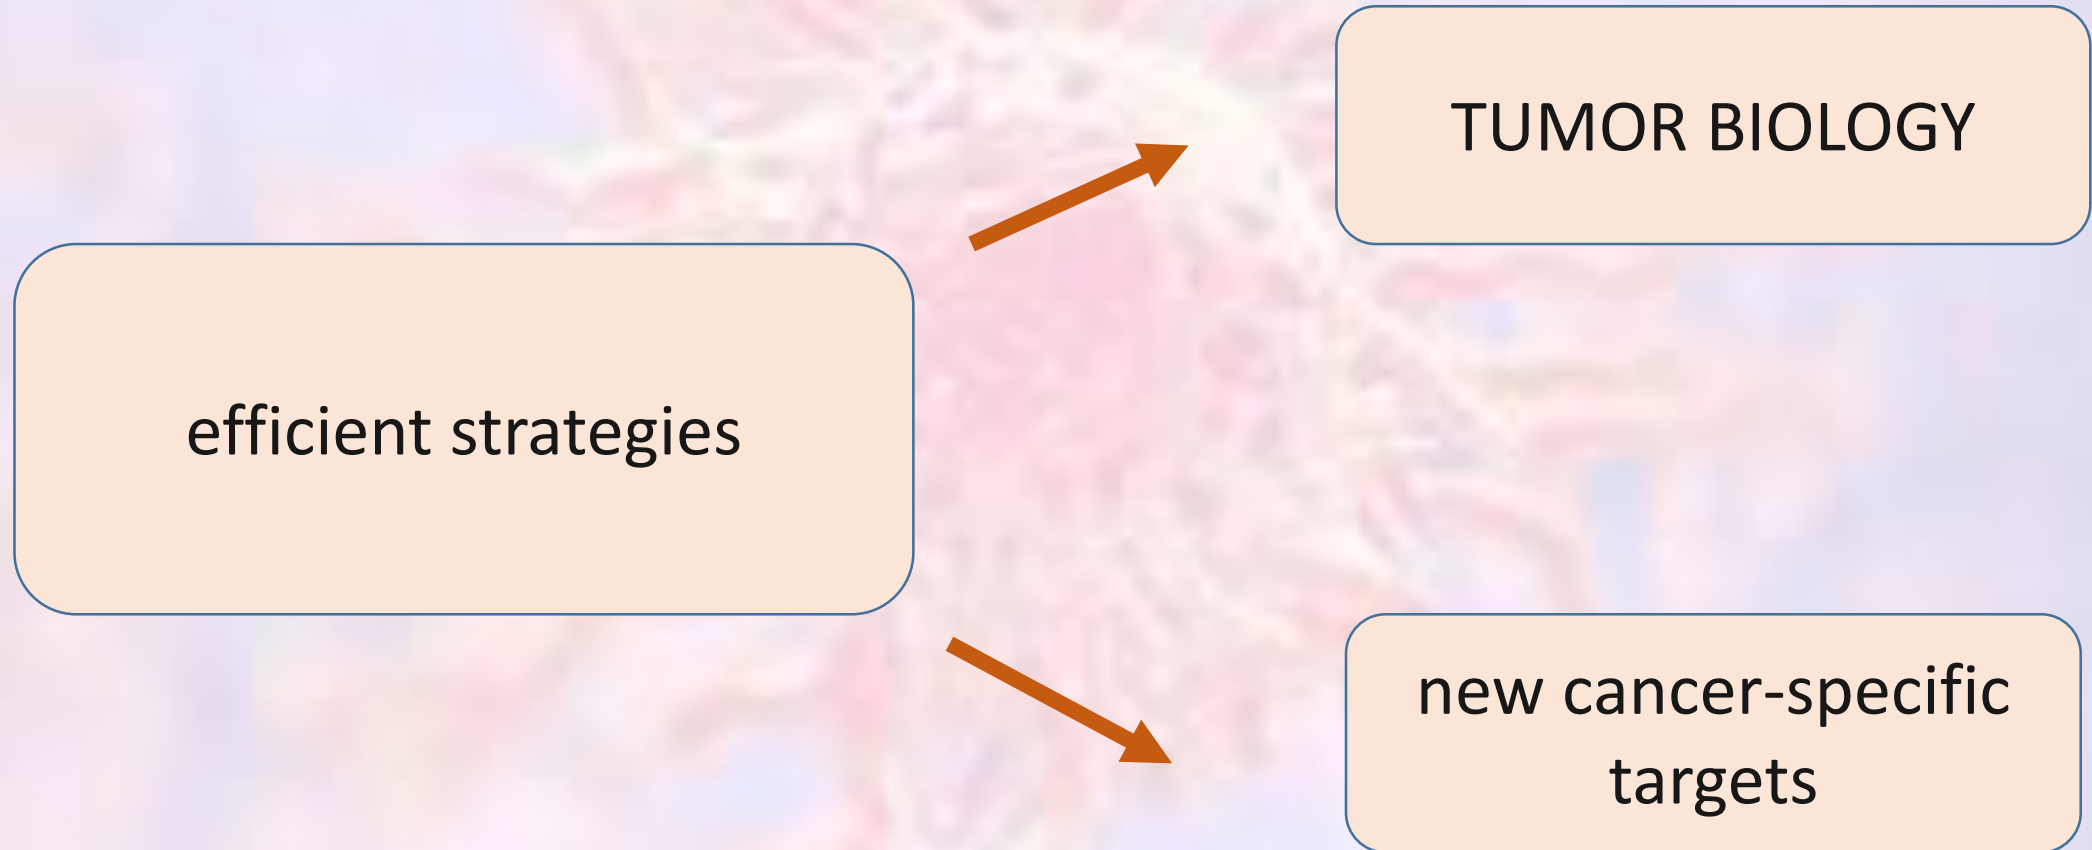 TUMOR BIOLOGY
efficient strategies
new cancer-specific
targets